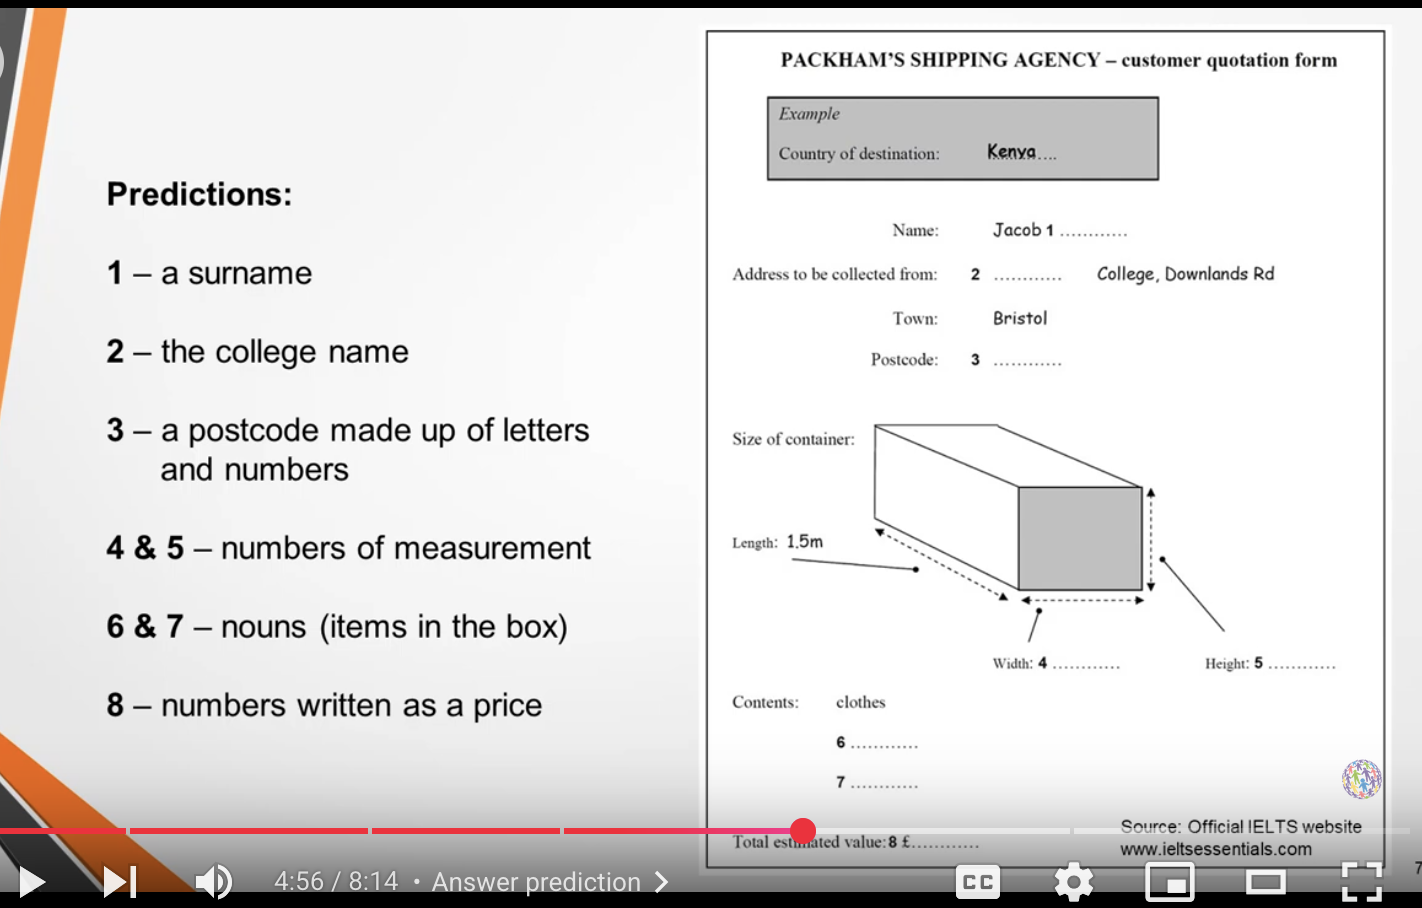 Predictions:
1 – a surname
2 – the college name
3 – a postcode made up of letters
and numbers
4 & 5 – numbers of measurement
6 & 7 – nouns (items in the box)
8 – numbers written as a price
PACKHAM'S SHIPPING AGENCY – customer quotation form
Example
Country of destination: Kenya....
Name: Jacob 1 ............
Address to be collected from: 2 ............ College, Downlands Rd
Town: Bristol
Postcode: 3 ............
Size of container:
Length: 1.5m
Width: 4 ............
Height: 5 ............
Contents: clothes
6 ............
7 ............
Total estimated value: 8 £............
Source: Official IELTS website
www.ieltsessentials.com
7
4:56 / 8:14 • Answer prediction >
CC